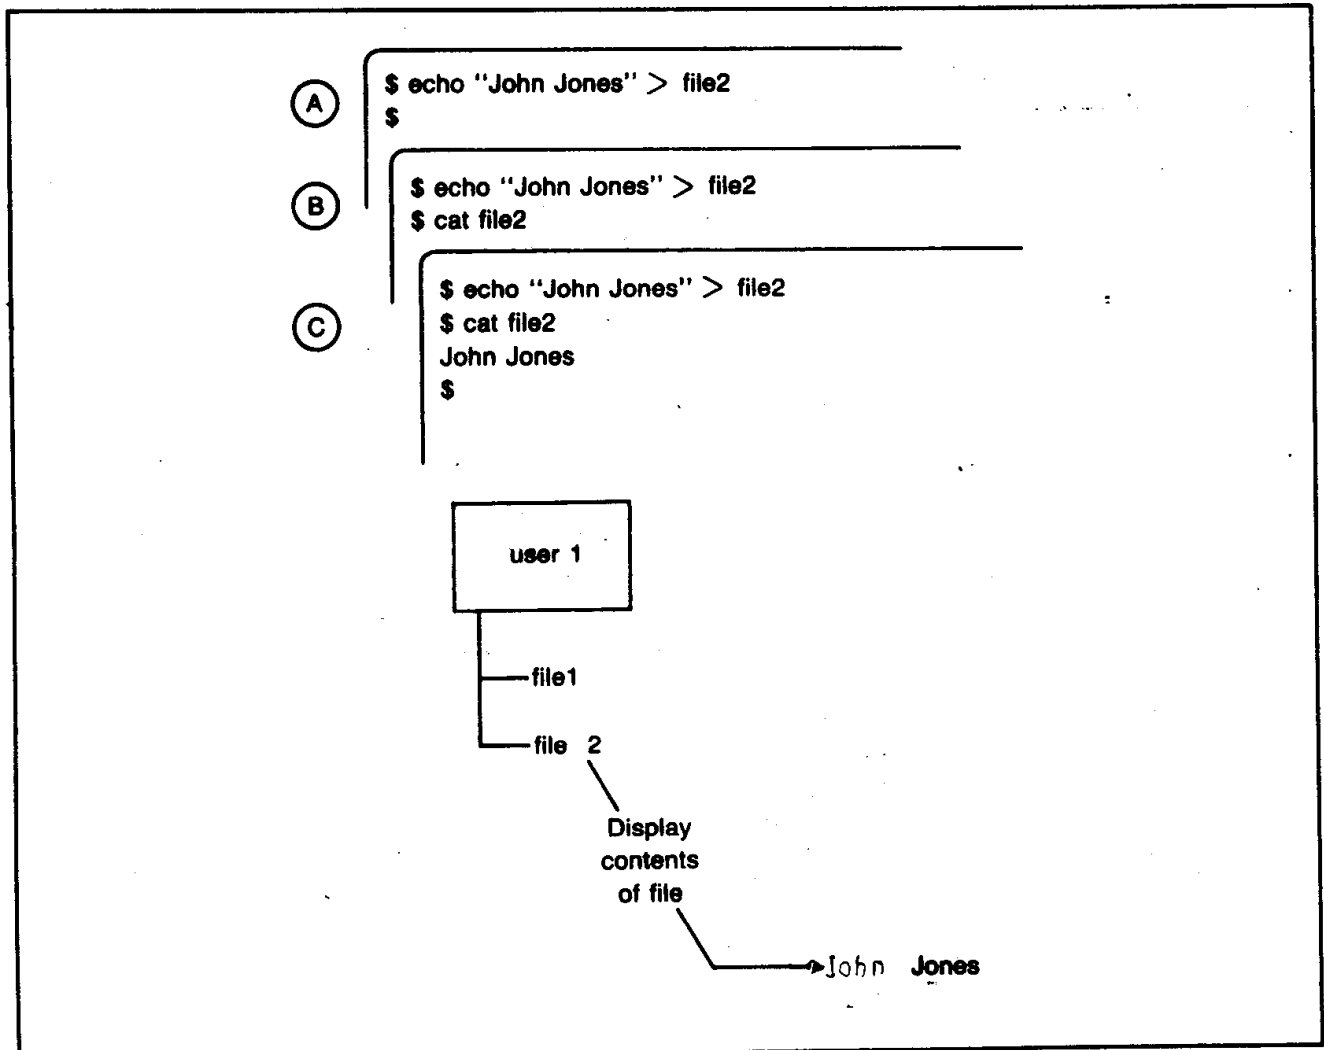 A
$ echo “John Jones” > file2
$
B
$ echo “John Jones” > file2
$ cat file2
C
$ echo “John Jones” > file2
$ cat file2
John Jones
$
user 1
file1
file 2
Display
contents
of file
John Jones